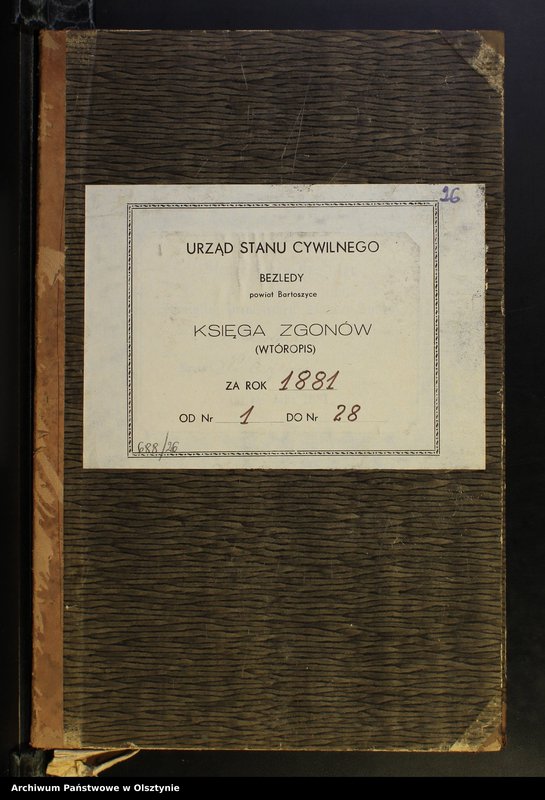 26
URZĄD STANU CYWILNEGO
BEZLEDY
powiat Bartoszyce
KSIĘGA ZGONÓW
(WTÓROPIS)
ZA ROK 1881
OD Nr 1 DO Nr 28
688/26
Archiwum Państwowe w Olsztynie